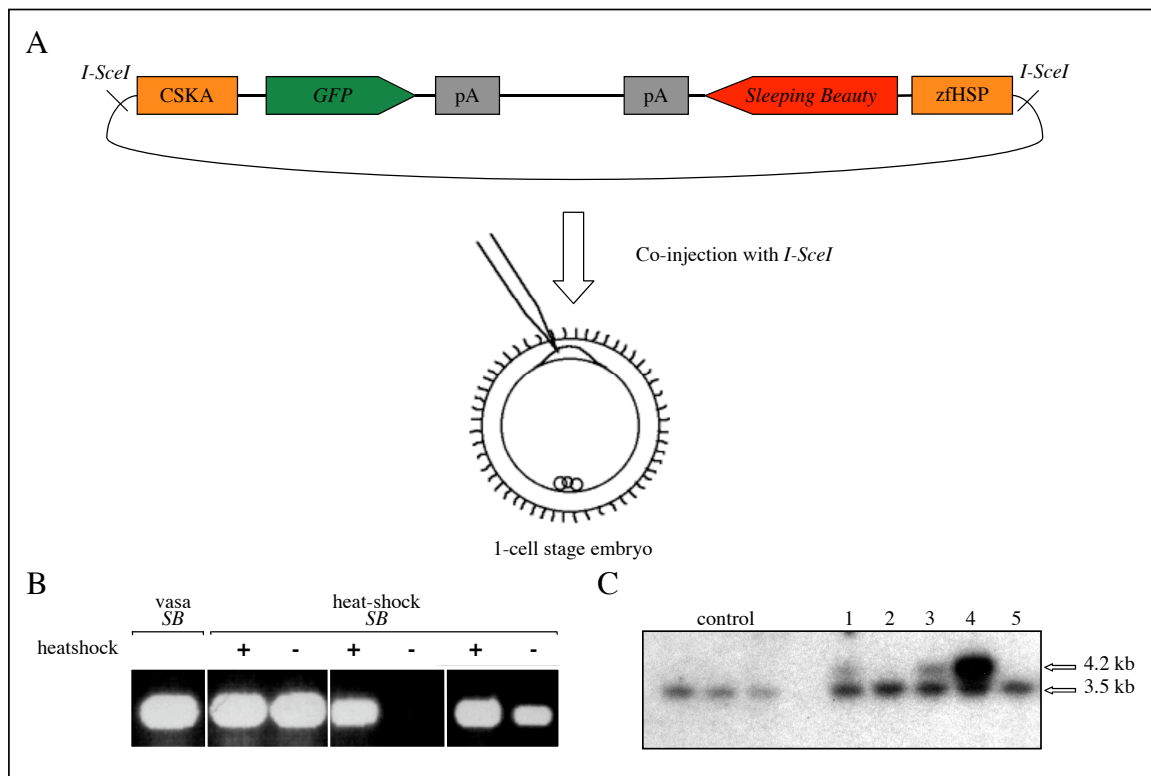 A
I-SceI
I-SceI
CSKA
GFP
pA
pA
Sleeping Beauty
zfHSP
Co-injection with I-SceI
1-cell stage embryo
B
vasa
SB
heat-shock
SB
heatshock
+ - + - + -
C
control
1 2 3 4 5
4.2 kb
3.5 kb